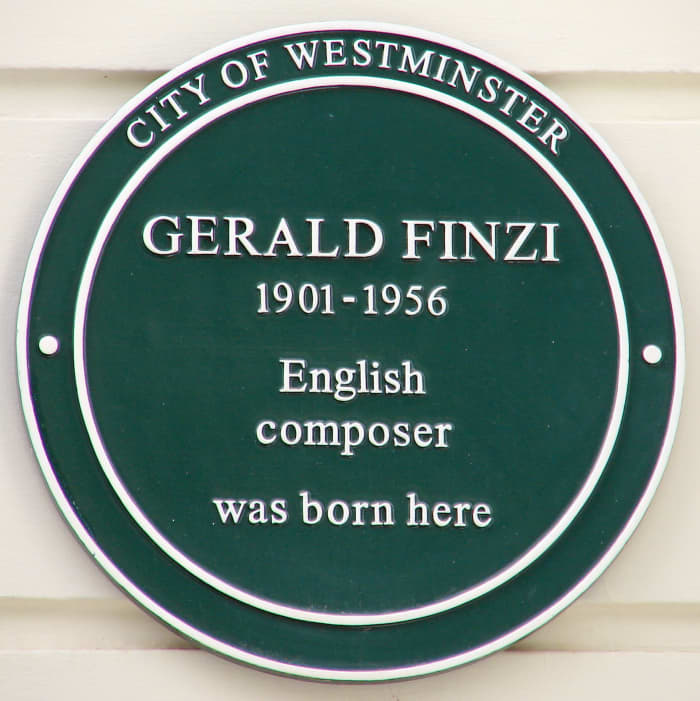 CITY OF WESTMINSTER
GERALD FINZI
1901-1956
English
composer
was born here